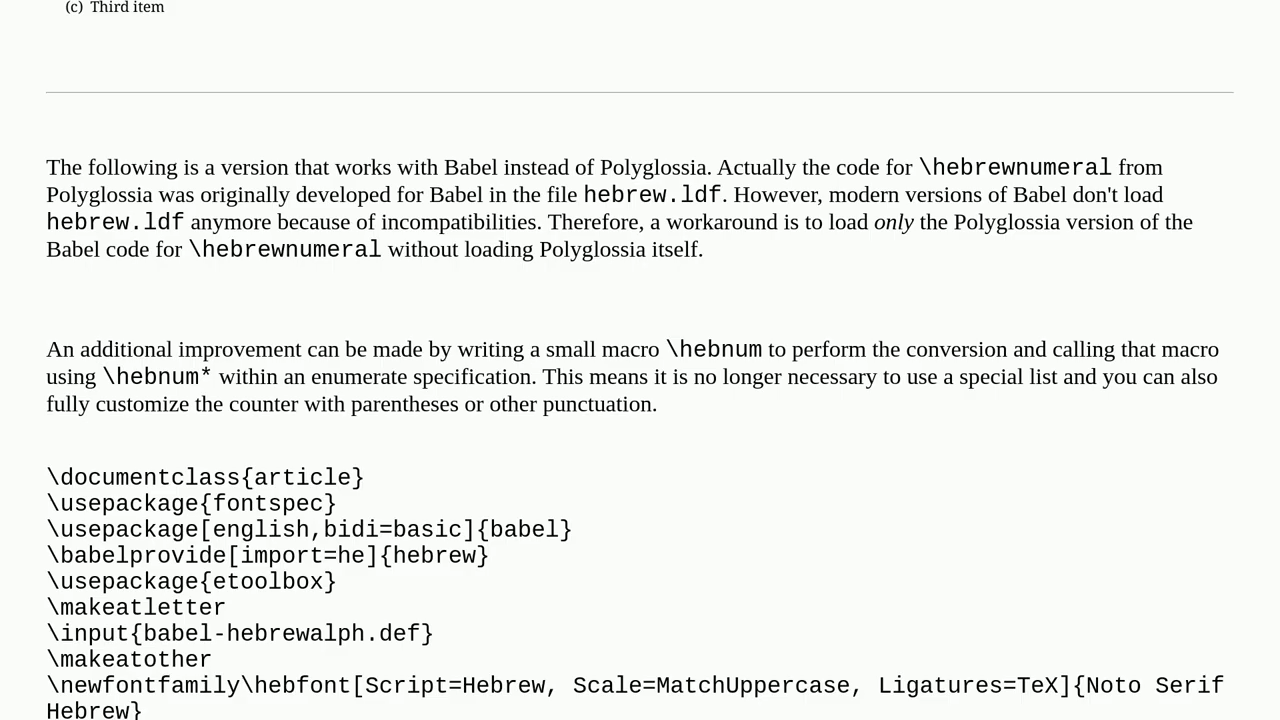 (c) Third item
The following is a version that works with Babel instead of Polyglossia. Actually the code for \hebrewnumeral from
Polyglossia was originally developed for Babel in the file hebrew.ldf. However, modern versions of Babel don't load
hebrew.ldf anymore because of incompatibilities. Therefore, a workaround is to load only the Polyglossia version of the
Babel code for \hebrewnumeral without loading Polyglossia itself.
An additional improvement can be made by writing a small macro \hebnum to perform the conversion and calling that macro
using \hebnum* within an enumerate specification. This means it is no longer necessary to use a special list and you can also
fully customize the counter with parentheses or other punctuation.
\documentclass{article}
\usepackage{fontspec}
\usepackage[english,bidi=basic]{babel}
\babelprovide[import=he]{hebrew}
\usepackage{etoolbox}
\makeatletter
\input{babel-hebrewalph.def}
\makeatother
\newfontfamily\hebfont[Script=Hebrew, Scale=MatchUppercase, Ligatures=TeX]{Noto Serif
Hebrew}